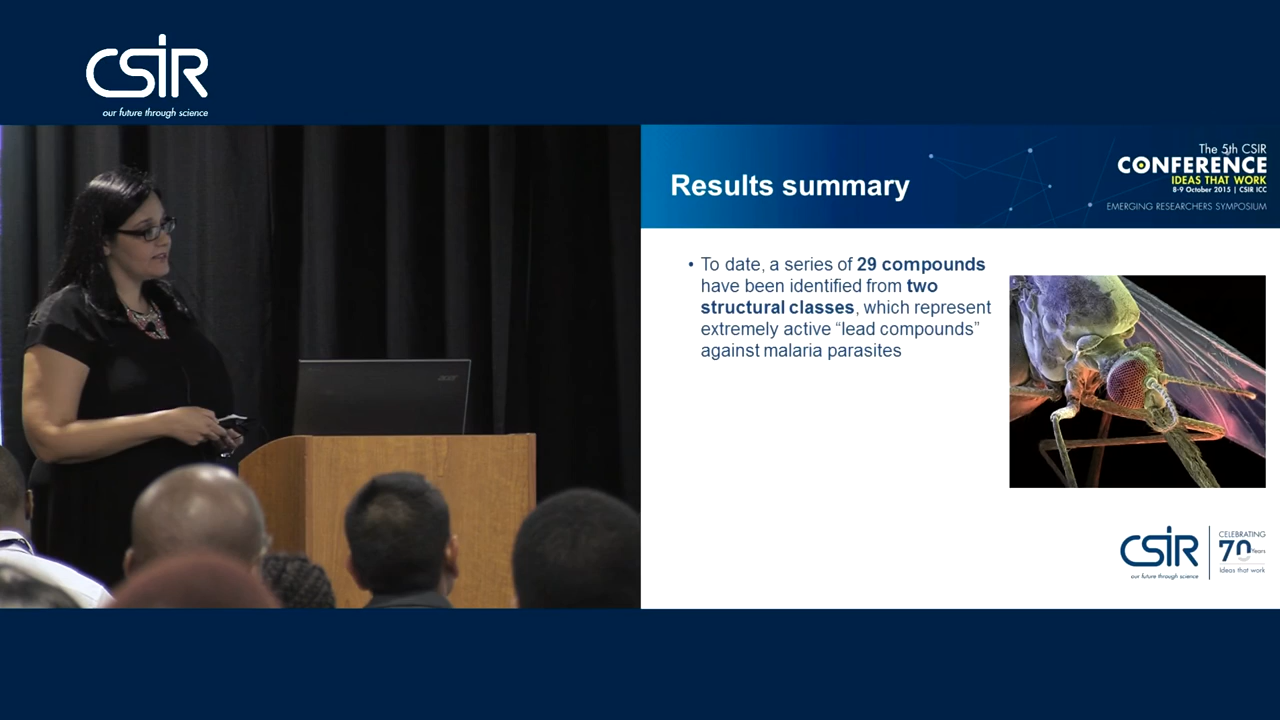 CSIR
our future through science
Results summary
The 5th CSIR
CONFERENCE
IDEAS THAT WORK
8-9 October 2015 | CSIR ICC
EMERGING RESEARCHERS SYMPOSIUM
• To date, a series of 29 compounds
have been identified from two
structural classes, which represent
extremely active “lead compounds”
against malaria parasites
acer
CSIR
our future through science
CELEBRATING
70 Years
Ideas that work